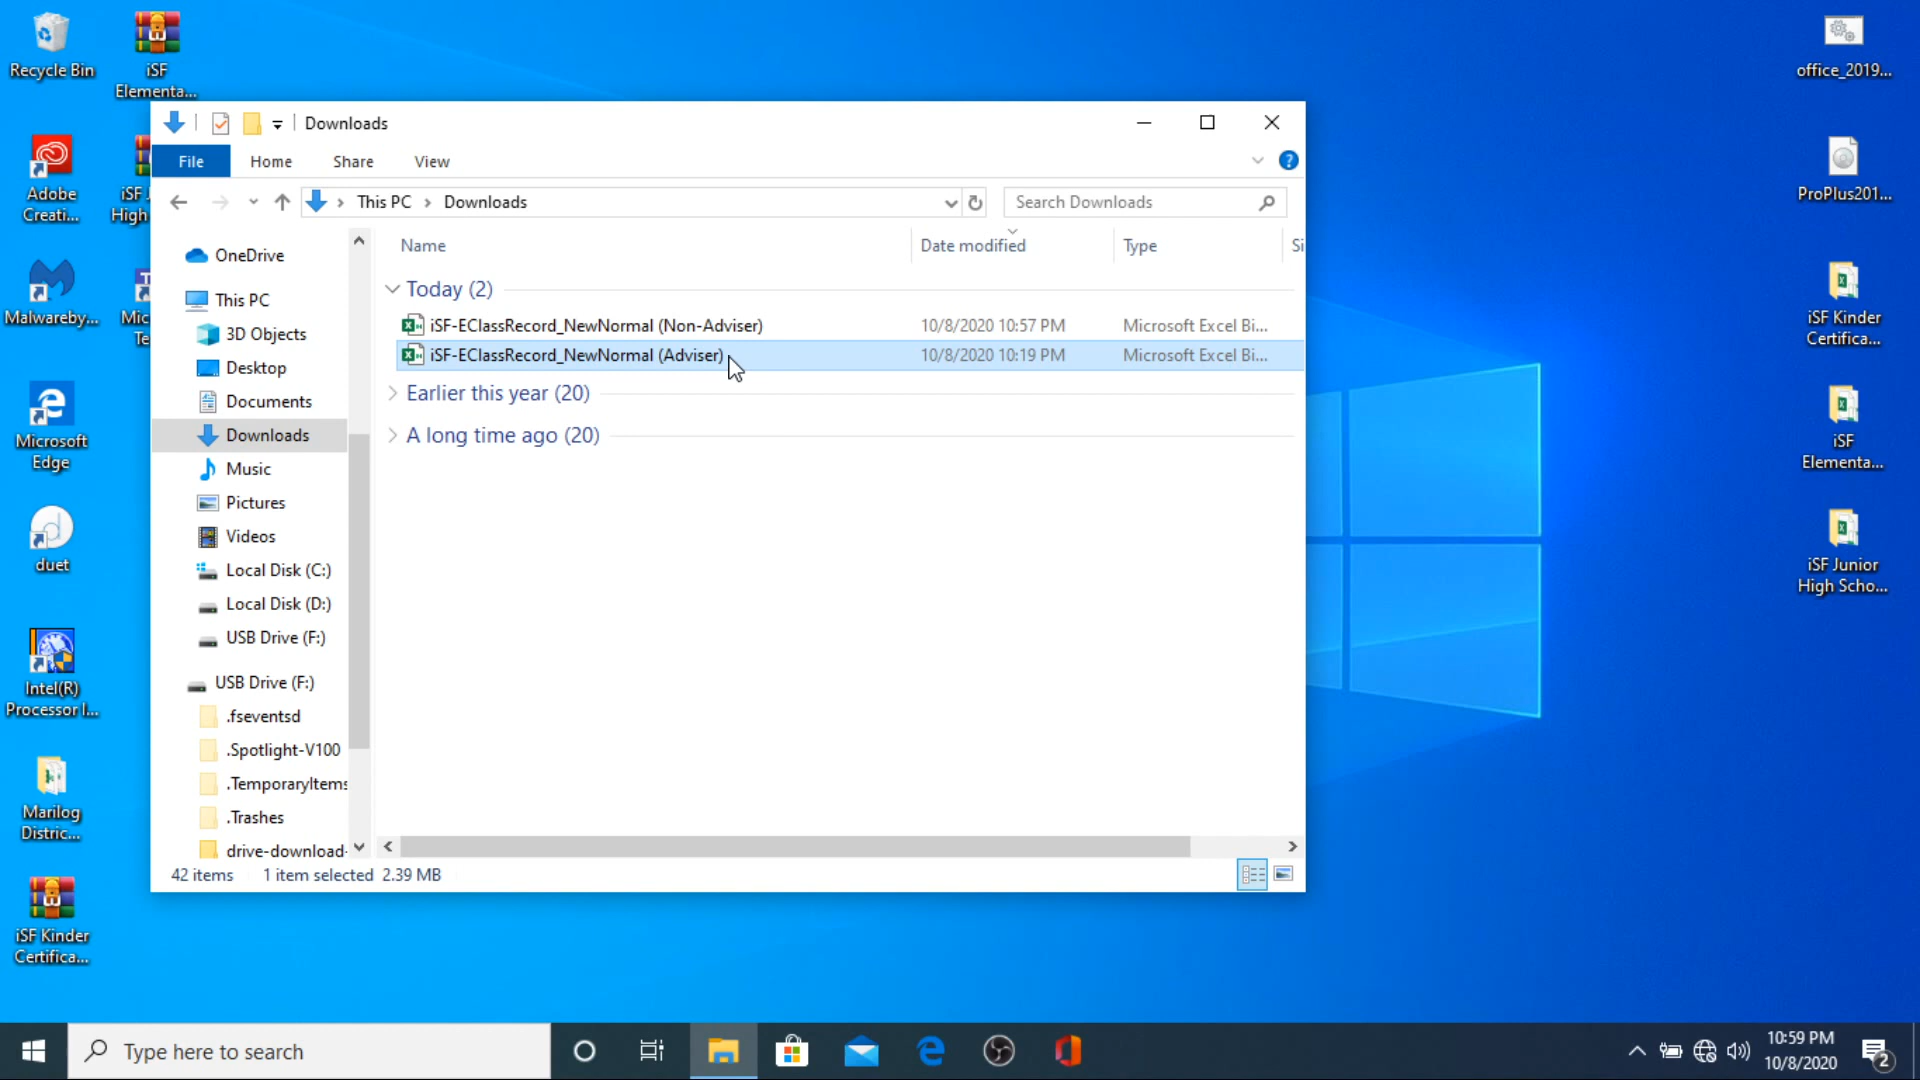 Recycle Bin
iSF
Elementa...
Adobe
Creati...
iSF J
High
Malwareby...
Mic
Te
Microsoft
Edge
duet
Intel(R)
Processor I...
Marilog
Distric...
iSF Kinder
Certifica...
Downloads
File
Home
Share
View
This PC
Downloads
Search Downloads
OneDrive
This PC
3D Objects
Desktop
Documents
Downloads
Music
Pictures
Videos
Local Disk (C:)
Local Disk (D:)
USB Drive (F:)
USB Drive (F:)
.fseventsd
.Spotlight-V100
.TemporaryItems
.Trashes
drive-download-
Name
Date modified
Type
Si
Today (2)
iSF-EClassRecord_NewNormal (Non-Adviser)
10/8/2020 10:57 PM
Microsoft Excel Bi...
iSF-EClassRecord_NewNormal (Adviser)
10/8/2020 10:19 PM
Microsoft Excel Bi...
Earlier this year (20)
A long time ago (20)
42 items
1 item selected 2.39 MB
office_2019...
ProPlus201...
iSF Kinder
Certifica...
iSF
Elementa...
iSF Junior
High Scho...
Type here to search
10:59 PM
10/8/2020
2